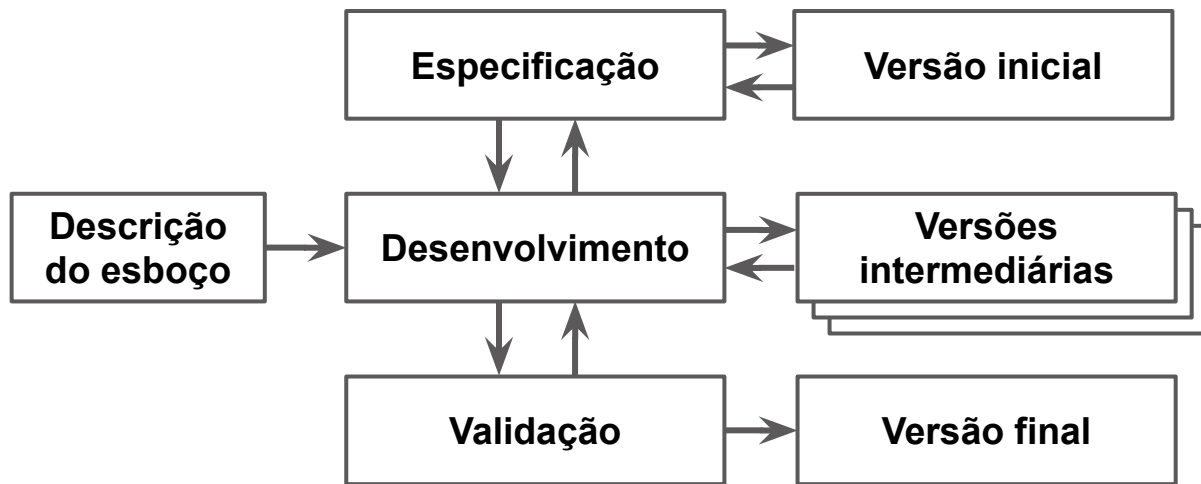 Especificação
Versão inicial
Descrição
do esboço
Desenvolvimento
Versões
intermediárias
Validação
Versão final